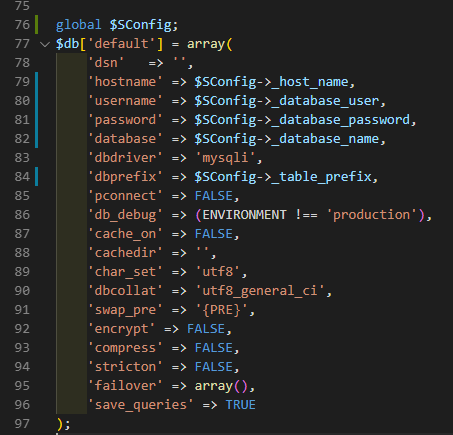 75
76 global $SConfig;
77 $db['default'] = array(
78 'dsn'   => '',
79 'hostname' => $SConfig->_host_name,
80 'username' => $SConfig->_database_user,
81 'password' => $SConfig->_database_password,
82 'database' => $SConfig->_database_name,
83 'dbdriver' => 'mysqli',
84 'dbprefix' => $SConfig->_table_prefix,
85 'pconnect' => FALSE,
86 'db_debug' => (ENVIRONMENT !== 'production'),
87 'cache_on' => FALSE,
88 'cachedir' => '',
89 'char_set' => 'utf8',
90 'dbcollat' => 'utf8_general_ci',
91 'swap_pre' => '{PRE}',
92 'encrypt' => FALSE,
93 'compress' => FALSE,
94 'stricton' => FALSE,
95 'failover' => array(),
96 'save_queries' => TRUE
97 );